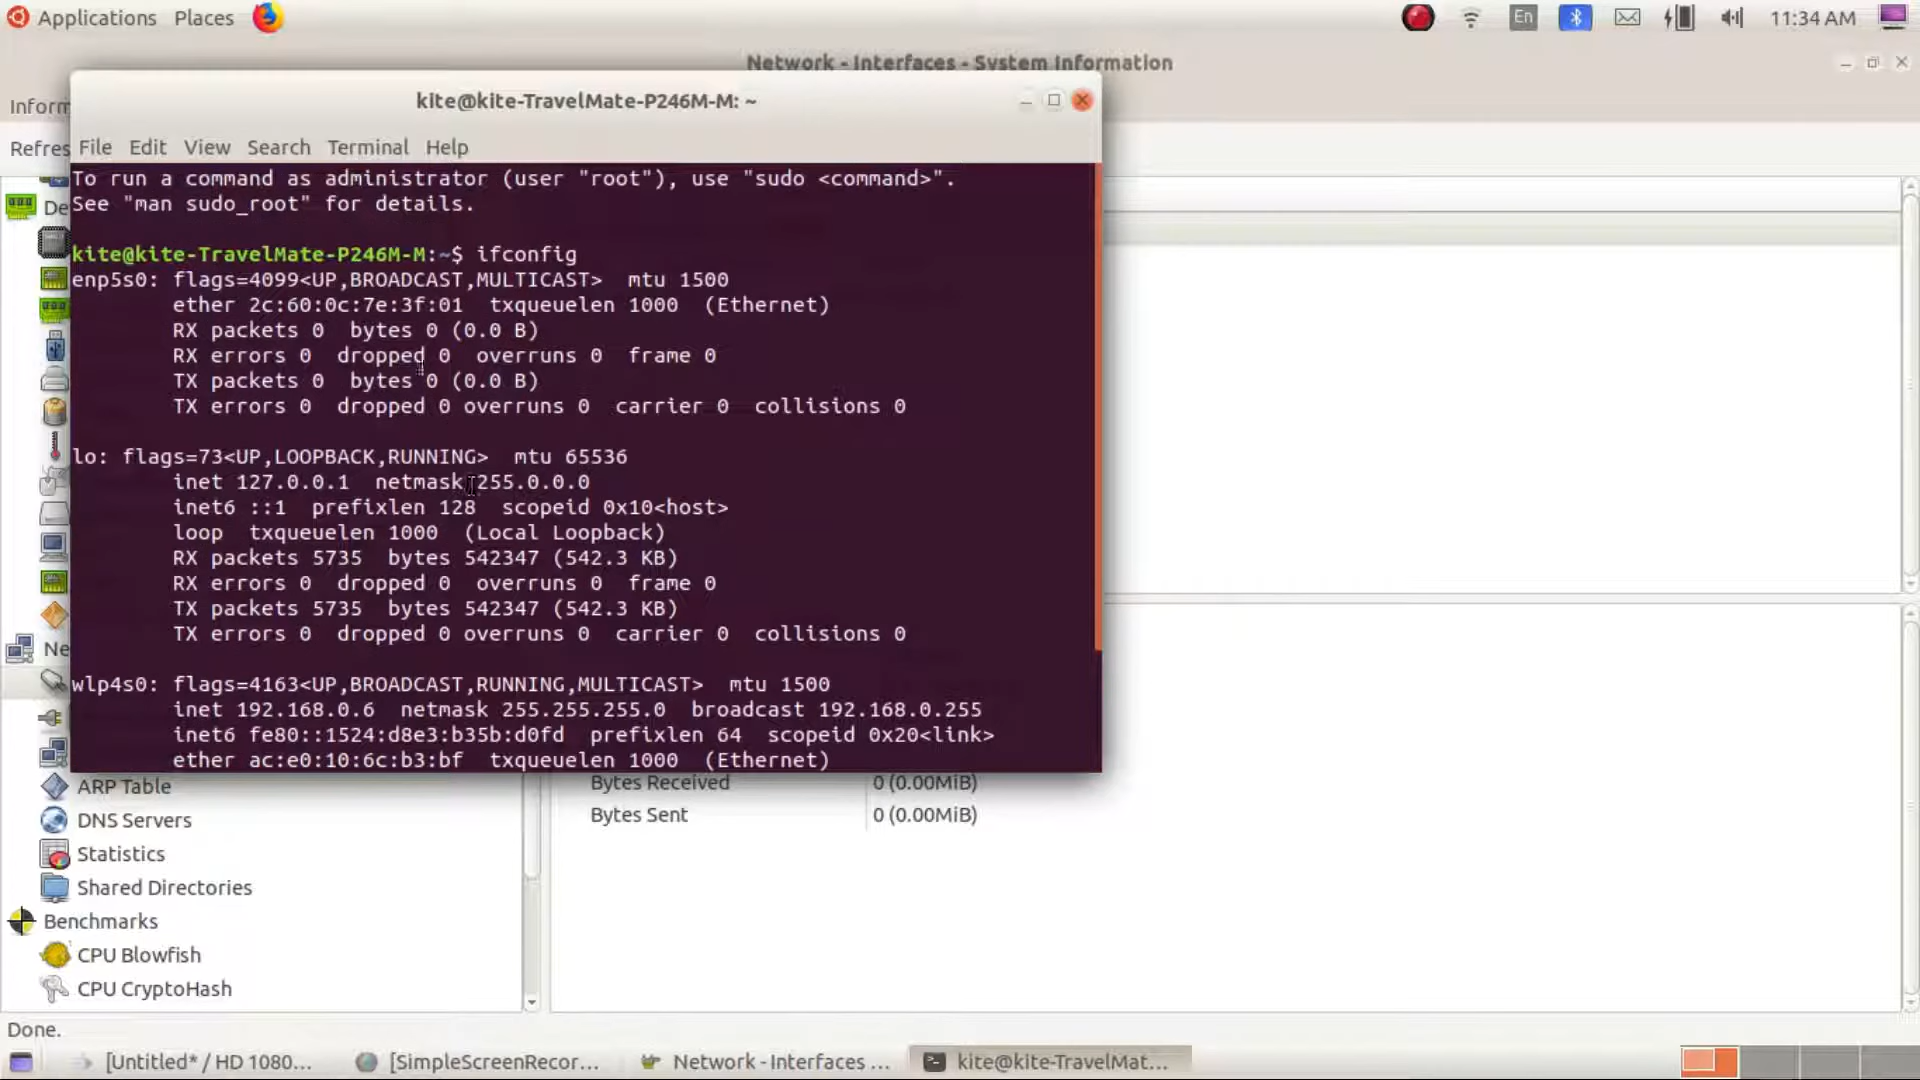 Applications Places
En
11:34 AM
Network - Interfaces - System Information
kite@kite-TravelMate-P246M-M: ~
Inform
Refres
File Edit View Search Terminal Help
To run a command as administrator (user "root"), use "sudo <command>".
See "man sudo_root" for details.
De
kite@kite-TravelMate-P246M-M:~$ ifconfig
enp5s0: flags=4099<UP,BROADCAST,MULTICAST>  mtu 1500
ether 2c:60:0c:7e:3f:01  txqueuelen 1000  (Ethernet)
RX packets 0  bytes 0 (0.0 B)
RX errors 0  dropped 0  overruns 0  frame 0
TX packets 0  bytes 0 (0.0 B)
TX errors 0  dropped 0 overruns 0  carrier 0  collisions 0
lo: flags=73<UP,LOOPBACK,RUNNING>  mtu 65536
inet 127.0.0.1  netmask 255.0.0.0
inet6 ::1  prefixlen 128  scopeid 0x10<host>
loop  txqueuelen 1000  (Local Loopback)
RX packets 5735  bytes 542347 (542.3 KB)
RX errors 0  dropped 0  overruns 0  frame 0
TX packets 5735  bytes 542347 (542.3 KB)
TX errors 0  dropped 0 overruns 0  carrier 0  collisions 0
Ne
wlp4s0: flags=4163<UP,BROADCAST,RUNNING,MULTICAST>  mtu 1500
inet 192.168.0.6  netmask 255.255.255.0  broadcast 192.168.0.255
inet6 fe80::1524:d8e3:b35b:d0fd  prefixlen 64  scopeid 0x20<link>
ether ac:e0:10:6c:b3:bf  txqueuelen 1000  (Ethernet)
ARP Table
DNS Servers
Statistics
Shared Directories
Benchmarks
CPU Blowfish
CPU CryptoHash
Bytes Received 0 (0.00MiB)
Bytes Sent 0 (0.00MiB)
Done.
[Untitled* / HD 1080... [SimpleScreenRecor... Network - Interfaces ... kite@kite-TravelMat...